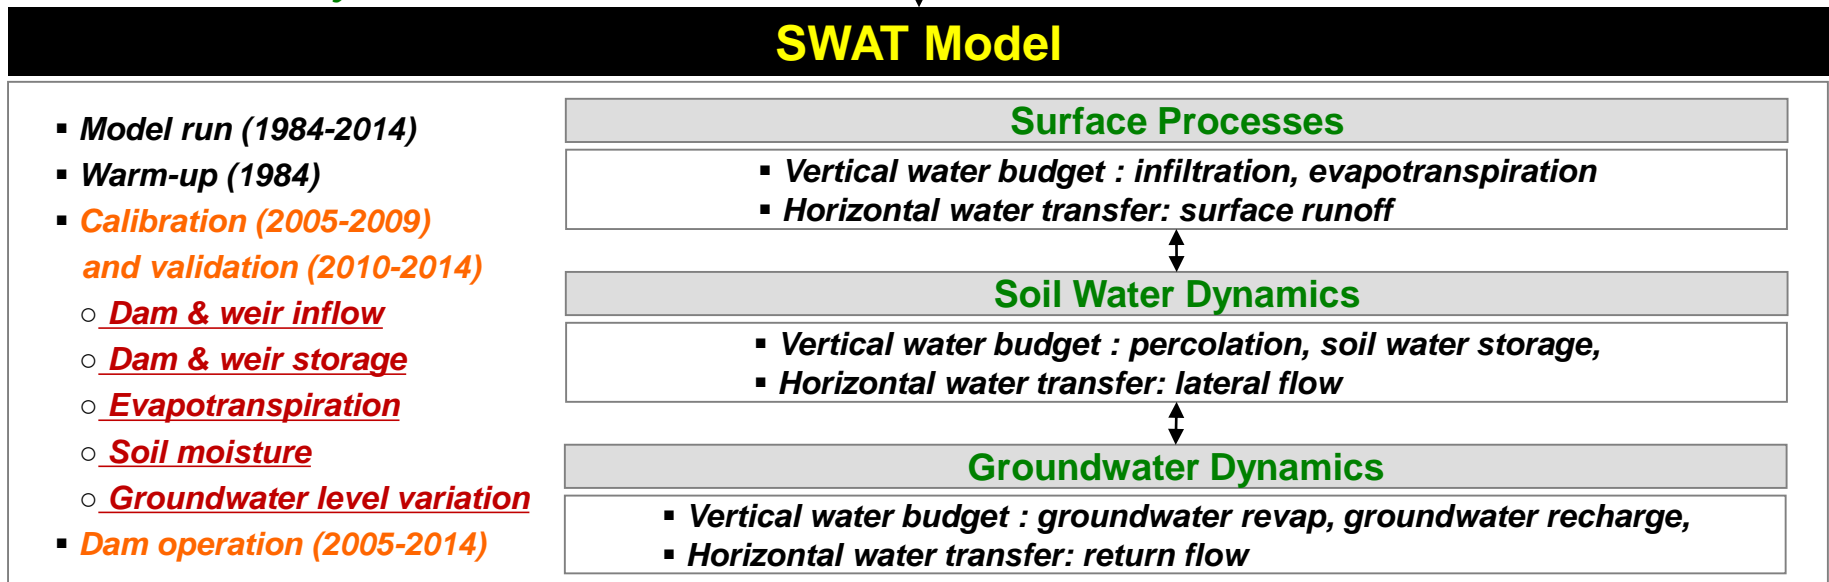 SWAT Model
▪ Model run (1984-2014)
▪ Warm-up (1984)
▪ Calibration (2005-2009)
and validation (2010-2014)
○ Dam & weir inflow
○ Dam & weir storage
○ Evapotranspiration
○ Soil moisture
○ Groundwater level variation
▪ Dam operation (2005-2014)
Surface Processes
▪ Vertical water budget : infiltration, evapotranspiration
▪ Horizontal water transfer: surface runoff
Soil Water Dynamics
▪ Vertical water budget : percolation, soil water storage,
▪ Horizontal water transfer: lateral flow
Groundwater Dynamics
▪ Vertical water budget : groundwater revap, groundwater recharge,
▪ Horizontal water transfer: return flow